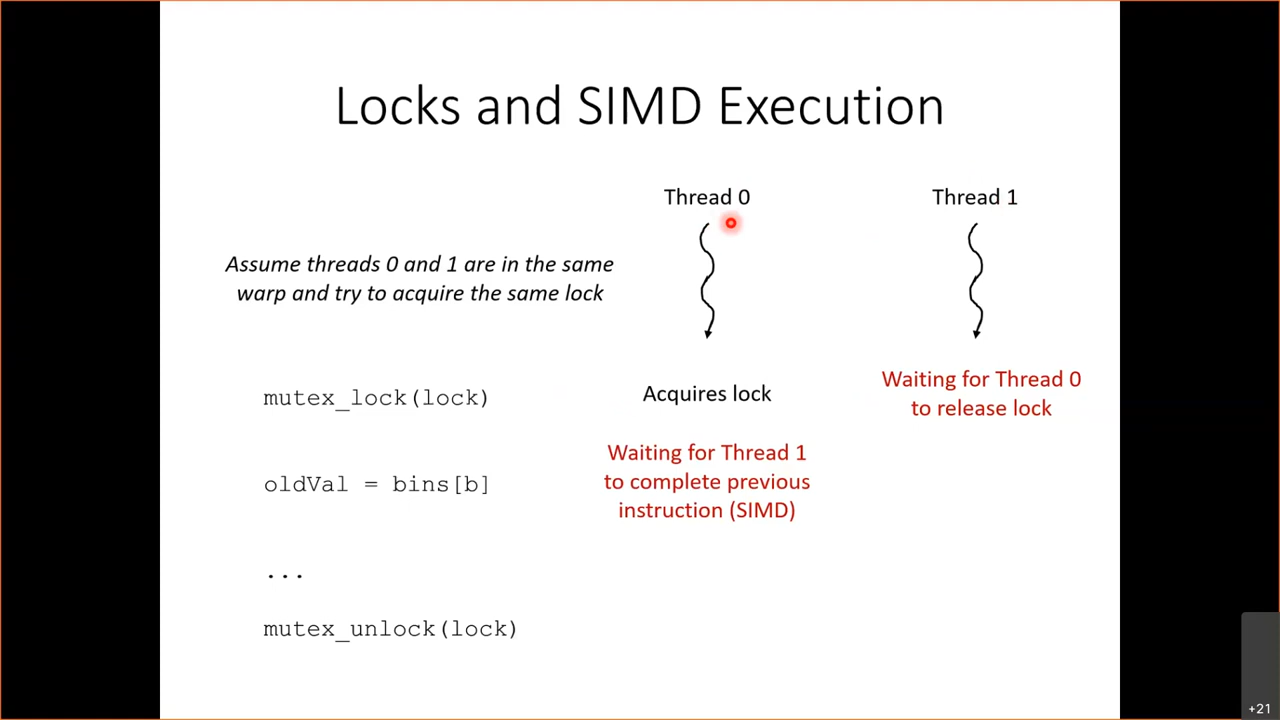 Locks and SIMD Execution
Thread 0
Thread 1
Assume threads 0 and 1 are in the same
warp and try to acquire the same lock
mutex_lock(lock)
Acquires lock
Waiting for Thread 0
to release lock
oldVal = bins[b]
Waiting for Thread 1
to complete previous
instruction (SIMD)
...
mutex_unlock(lock)
+21